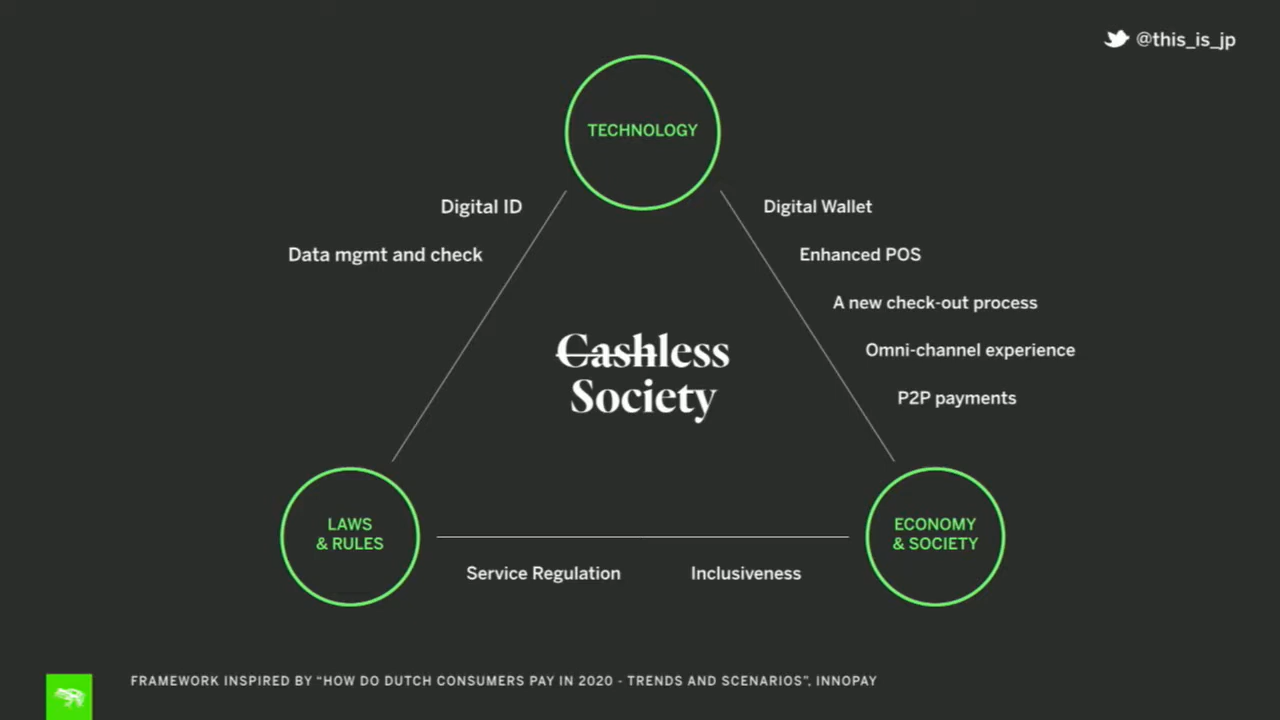 @this_is_jp
TECHNOLOGY
Digital ID
Digital Wallet
Data mgmt and check
Enhanced POS
A new check-out process
Cashless
Society
Omni-channel experience
P2P payments
LAWS
& RULES
ECONOMY
& SOCIETY
Service Regulation
Inclusiveness
FRAMEWORK INSPIRED BY “HOW DO DUTCH CONSUMERS PAY IN 2020 - TRENDS AND SCENARIOS”, INNOPAY